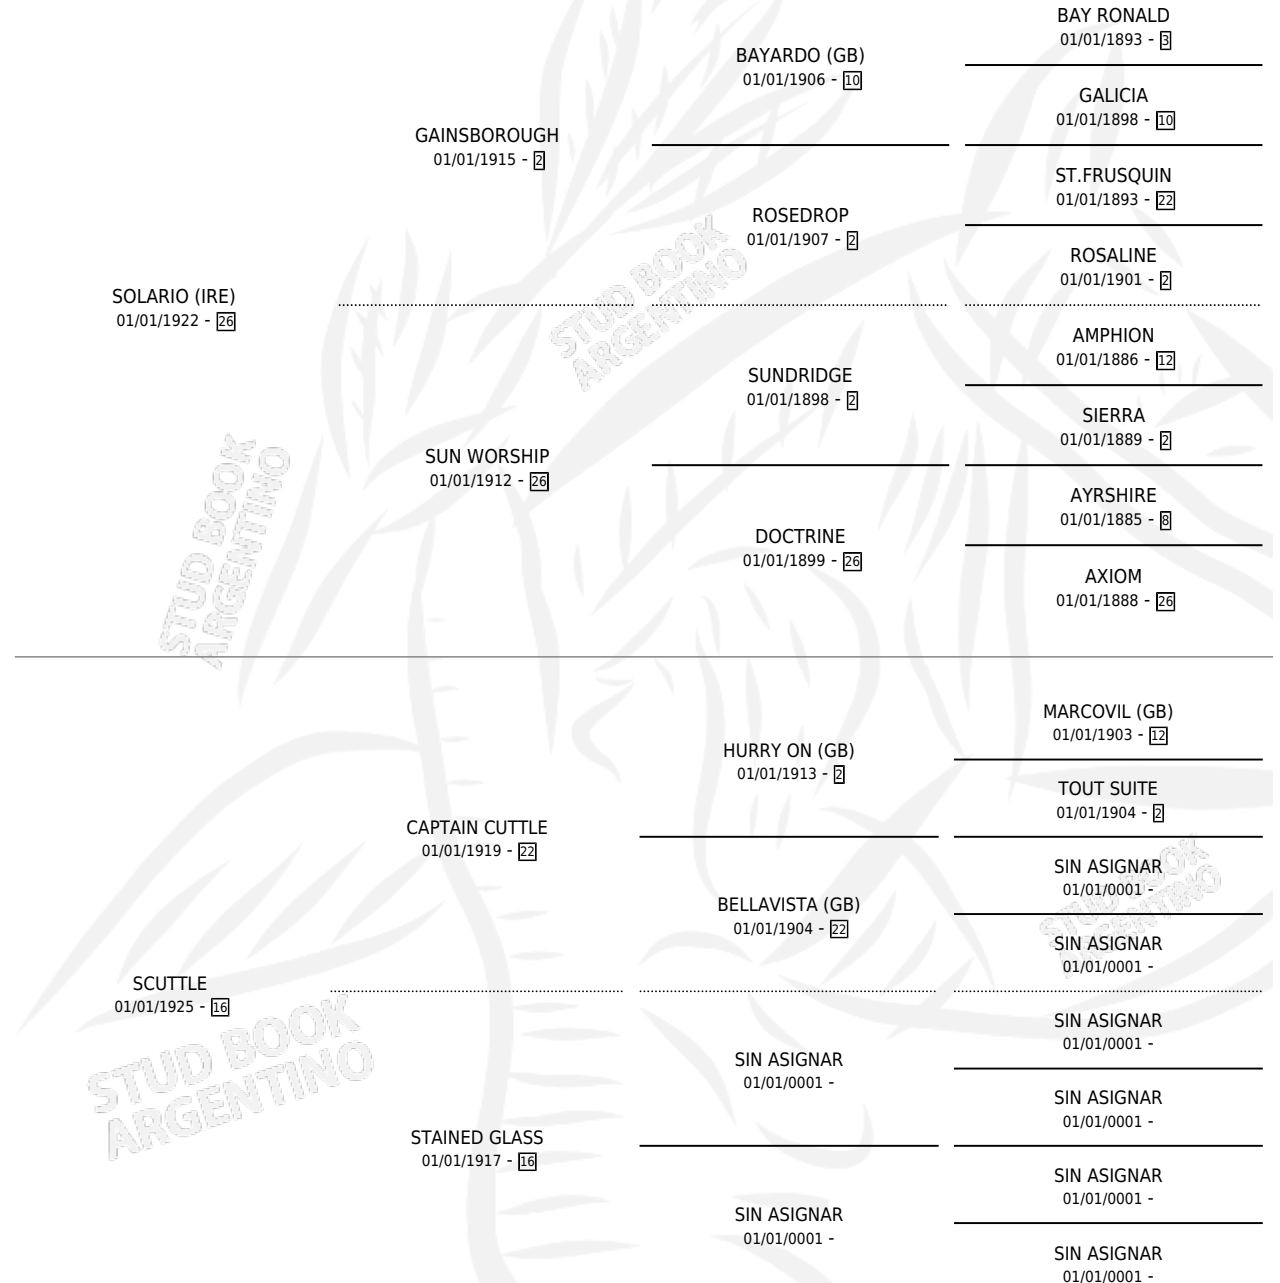 BAY RONALD
01/01/1893 - 3
BAYARDO (GB)
01/01/1906 - 10
GALICIA
01/01/1898 - 10
GAINSBOROUGH
01/01/1915 - 2
ST.FRUSQUIN
01/01/1893 - 22
ROSEDROP
01/01/1907 - 2
ROSALINE
01/01/1901 - 2
SOLARIO (IRE)
01/01/1922 - 26
STUD BOOK
ARGENTINO
AMPHION
01/01/1886 - 12
SUNDRIDGE
01/01/1898 - 2
SIERRA
01/01/1889 - 2
SUN WORSHIP
01/01/1912 - 26
AYRSHIRE
01/01/1885 - 8
DOCTRINE
01/01/1899 - 26
AXIOM
01/01/1888 - 26
STUD BOOK
ARGENTINO
MARCOVIL (GB)
01/01/1903 - 12
HURRY ON (GB)
01/01/1913 - 2
TOUT SUITE
01/01/1904 - 2
CAPTAIN CUTTLE
01/01/1919 - 22
SIN ASIGNAR
01/01/0001 -
BELLAVISTA (GB)
01/01/1904 - 22
SIN ASIGNAR
01/01/0001 -
STUD BOOK
ARGENTINO
SCUTTLE
01/01/1925 - 16
SIN ASIGNAR
01/01/0001 -
SIN ASIGNAR
01/01/0001 -
SIN ASIGNAR
01/01/0001 -
STAINED GLASS
01/01/1917 - 16
SIN ASIGNAR
01/01/0001 -
SIN ASIGNAR
01/01/0001 -
SIN ASIGNAR
01/01/0001 -
STUD BOOK
ARGENTINO